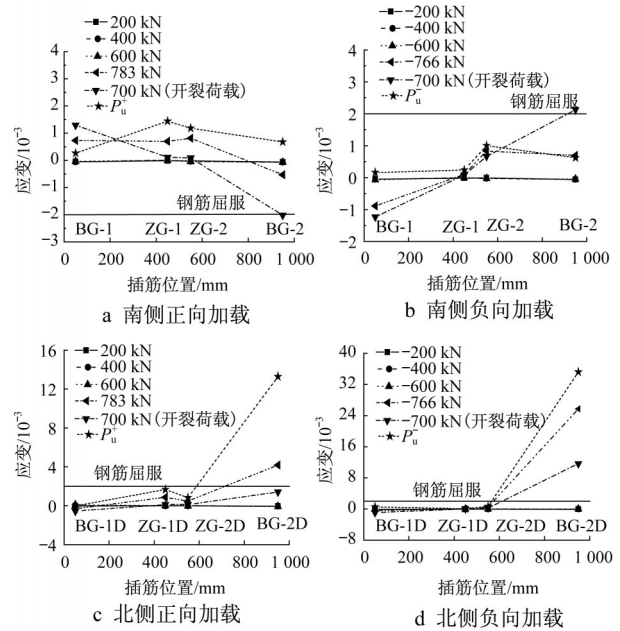 200 kN
400 kN
600 kN
783 kN
700 kN (开裂荷载)
P_u^+
应变/10⁻³
4
3
2
1
0
−1
−2
−3
钢筋屈服
BG-1 ZG-1 ZG-2 BG-2
0 200 400 600 800 1 000
插筋位置/mm
a 南侧正向加载
−200 kN
−400 kN
−600 kN
−766 kN
−700 kN (开裂荷载)
P_u^−
应变/10⁻³
4
3
2
1
0
−1
−2
钢筋屈服
BG-1 ZG-1 ZG-2 BG-2
0 200 400 600 800 1 000
插筋位置/mm
b 南侧负向加载
200 kN
400 kN
600 kN
783 kN
700 kN (开裂荷载)
P_u^+
应变/10⁻³
16
12
8
4
0
−4
钢筋屈服
BG-1D ZG-1D ZG-2D BG-2D
0 200 400 600 800 1 000
插筋位置/mm
c 北侧正向加载
−200 kN
−400 kN
−600 kN
−766 kN
−700 kN (开裂荷载)
P_u^−
应变/10⁻³
40
32
24
16
8
0
−8
钢筋屈服
BG-1D ZG-1D ZG-2D BG-2D
0 200 400 600 800 1 000
插筋位置/mm
d 北侧负向加载